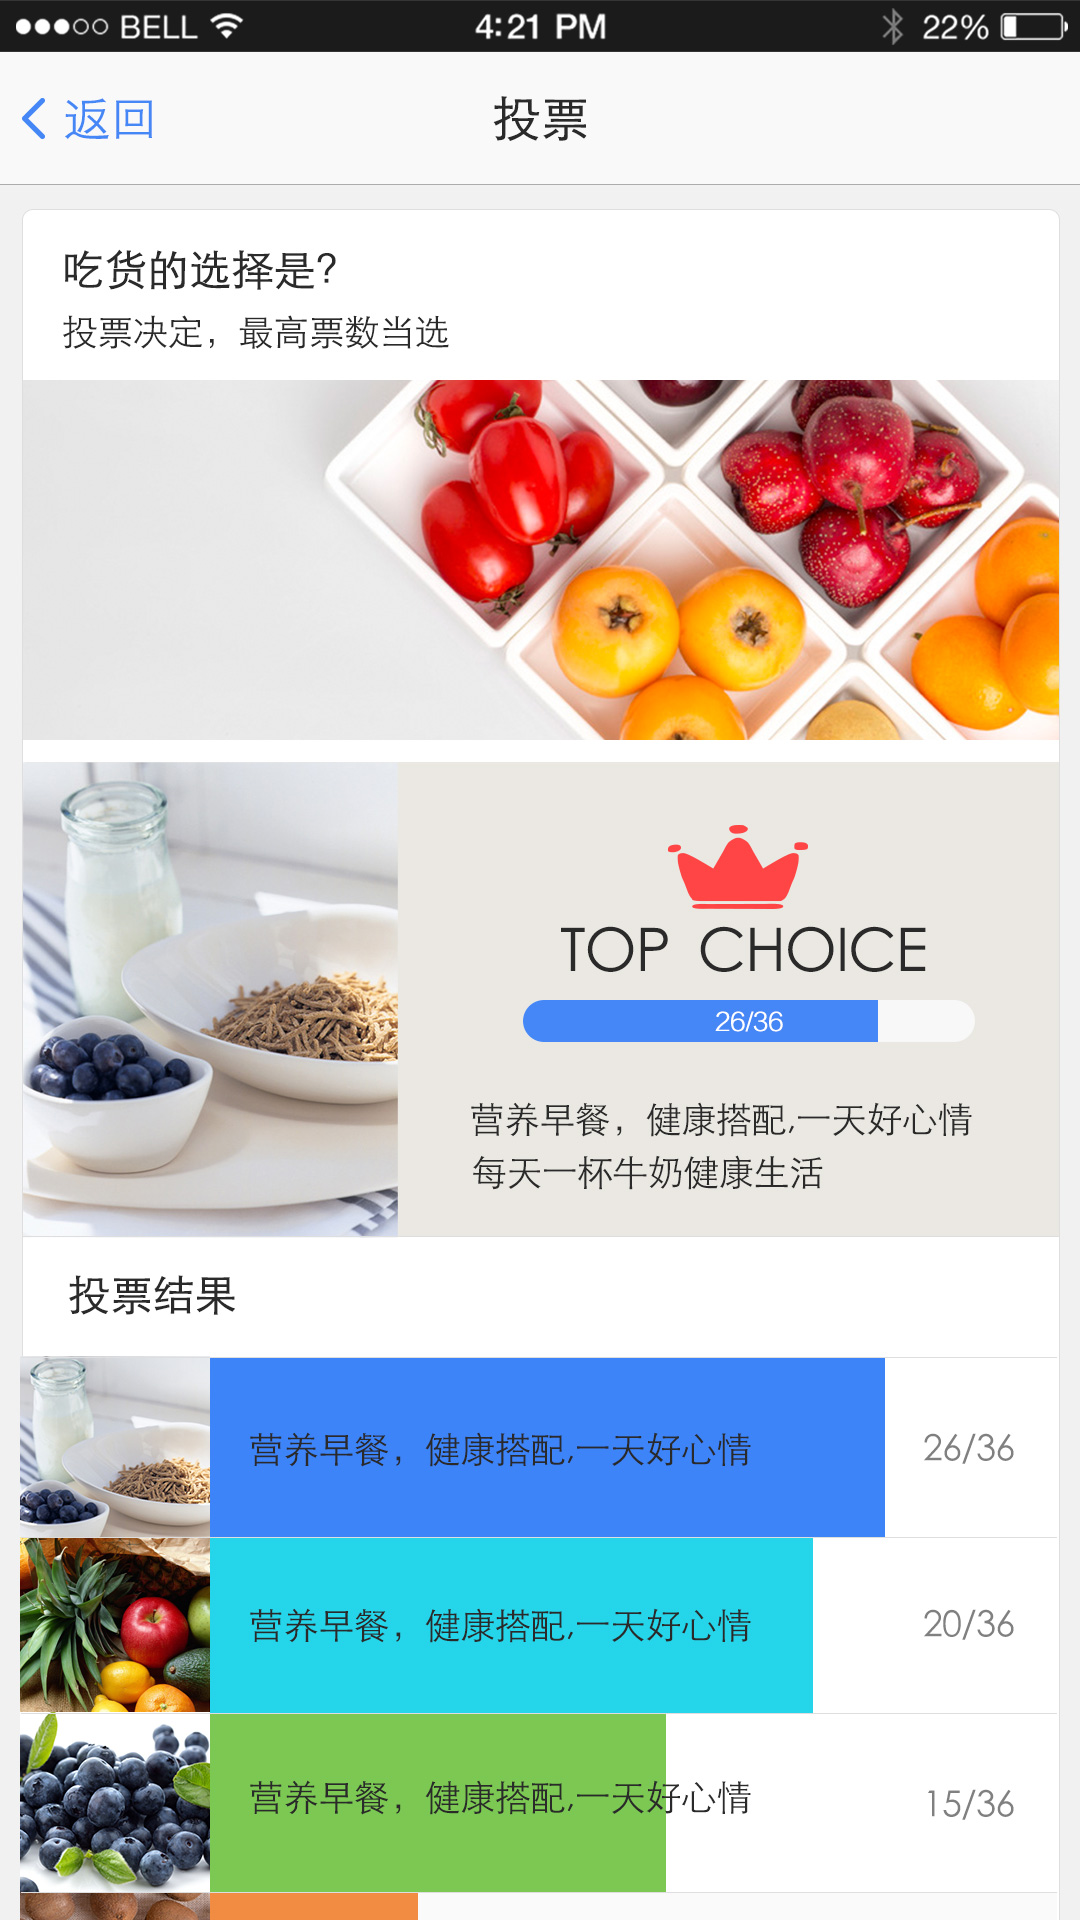 BELL 4:21 PM 22%
返回 投票
吃货的选择是?
投票决定，最高票数当选
TOP CHOICE
26/36
营养早餐，健康搭配,一天好心情
每天一杯牛奶健康生活
投票结果
营养早餐，健康搭配,一天好心情 26/36
营养早餐，健康搭配,一天好心情 20/36
营养早餐，健康搭配,一天好心情 15/36